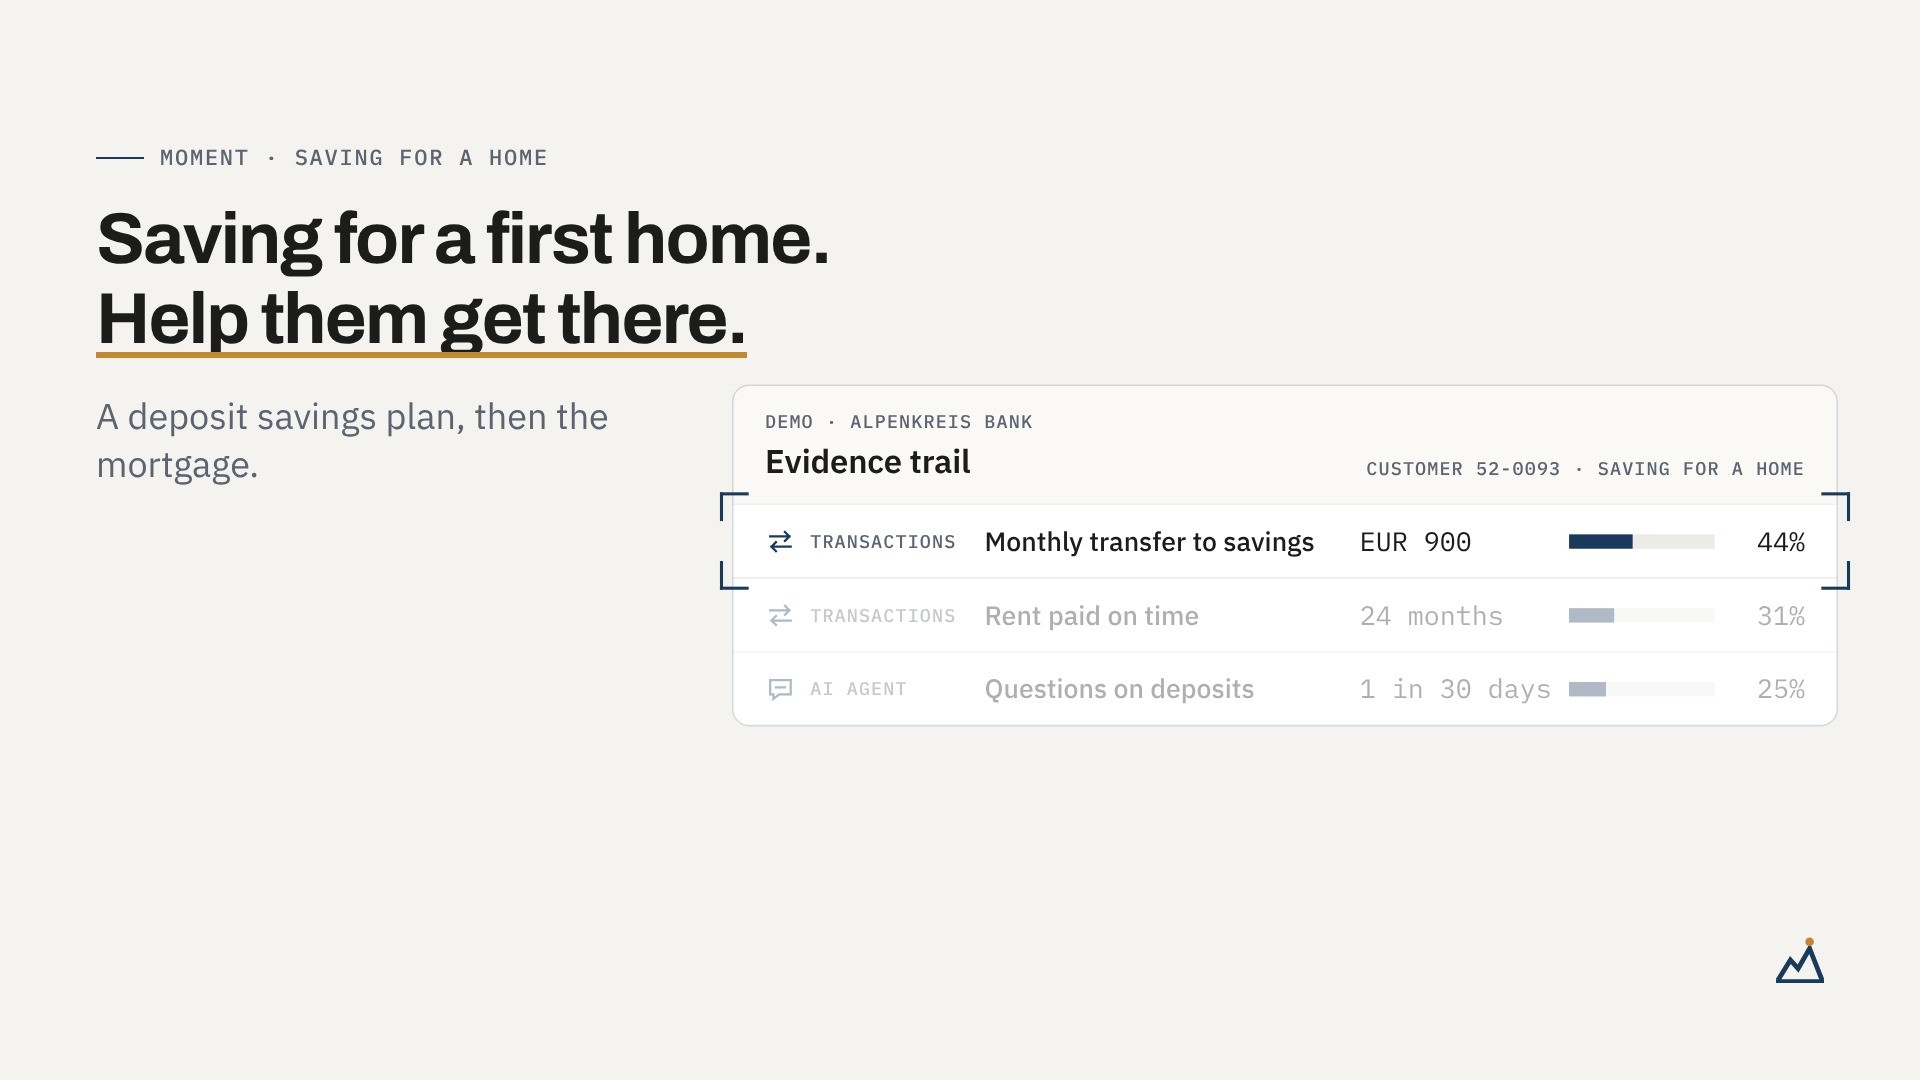 MOMENT · SAVING FOR A HOME
Saving for a first home.
Help them get there.
A deposit savings plan, then the
mortgage.
DEMO · ALPENKREIS BANK
Evidence trail
CUSTOMER 52-0093 · SAVING FOR A HOME
TRANSACTIONS Monthly transfer to savings EUR 900 44%
TRANSACTIONS Rent paid on time 24 months 31%
AI AGENT Questions on deposits 1 in 30 days 25%